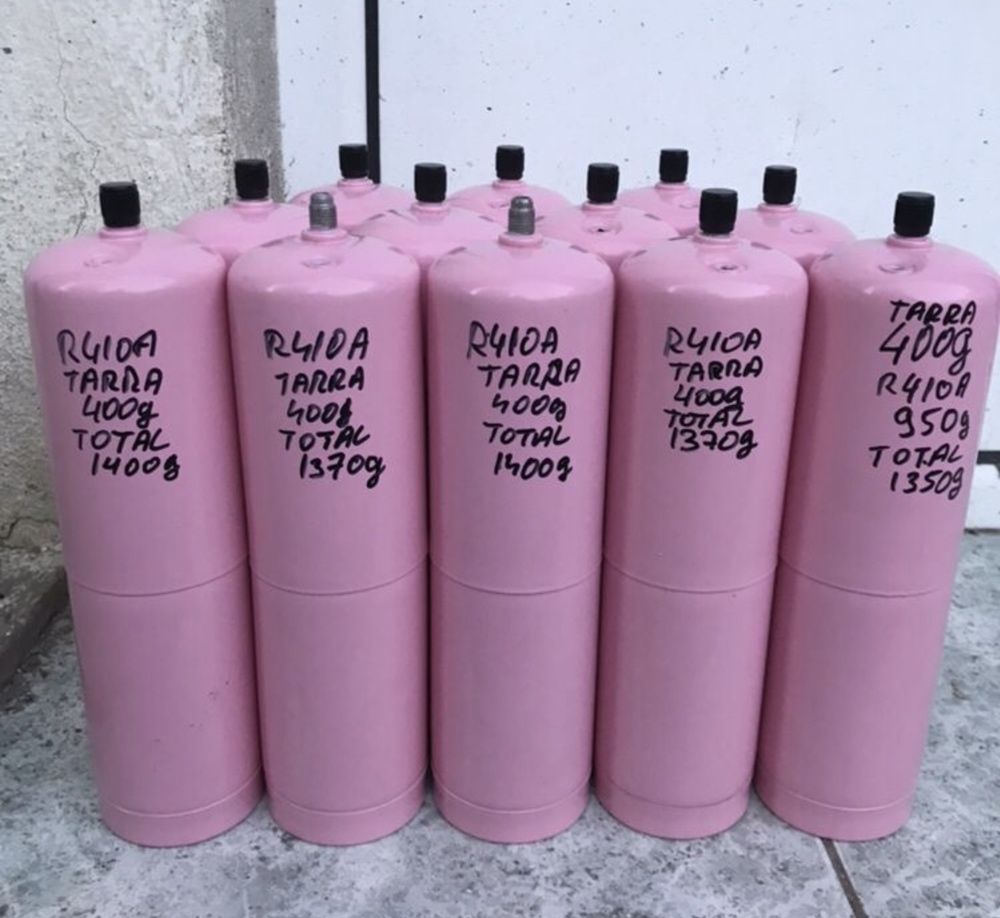 R410A
TARRA
400g
TOTAL
1400g
R410A
TARRA
400g
TOTAL
1370g
R410A
TARRA
400g
TOTAL
1400g
R410A
TARRA
400g
TOTAL
1370g
TARRA
400g
R410A
950g
TOTAL
1350g